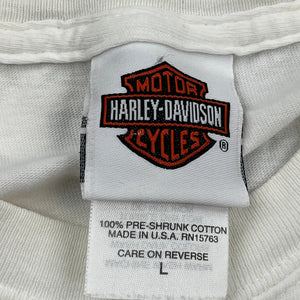 MOTOR
HARLEY-DAVIDSON
CYCLES
®
100% PRE-SHRUNK COTTON
MADE IN U.S.A. RN15763
CARE ON REVERSE
L